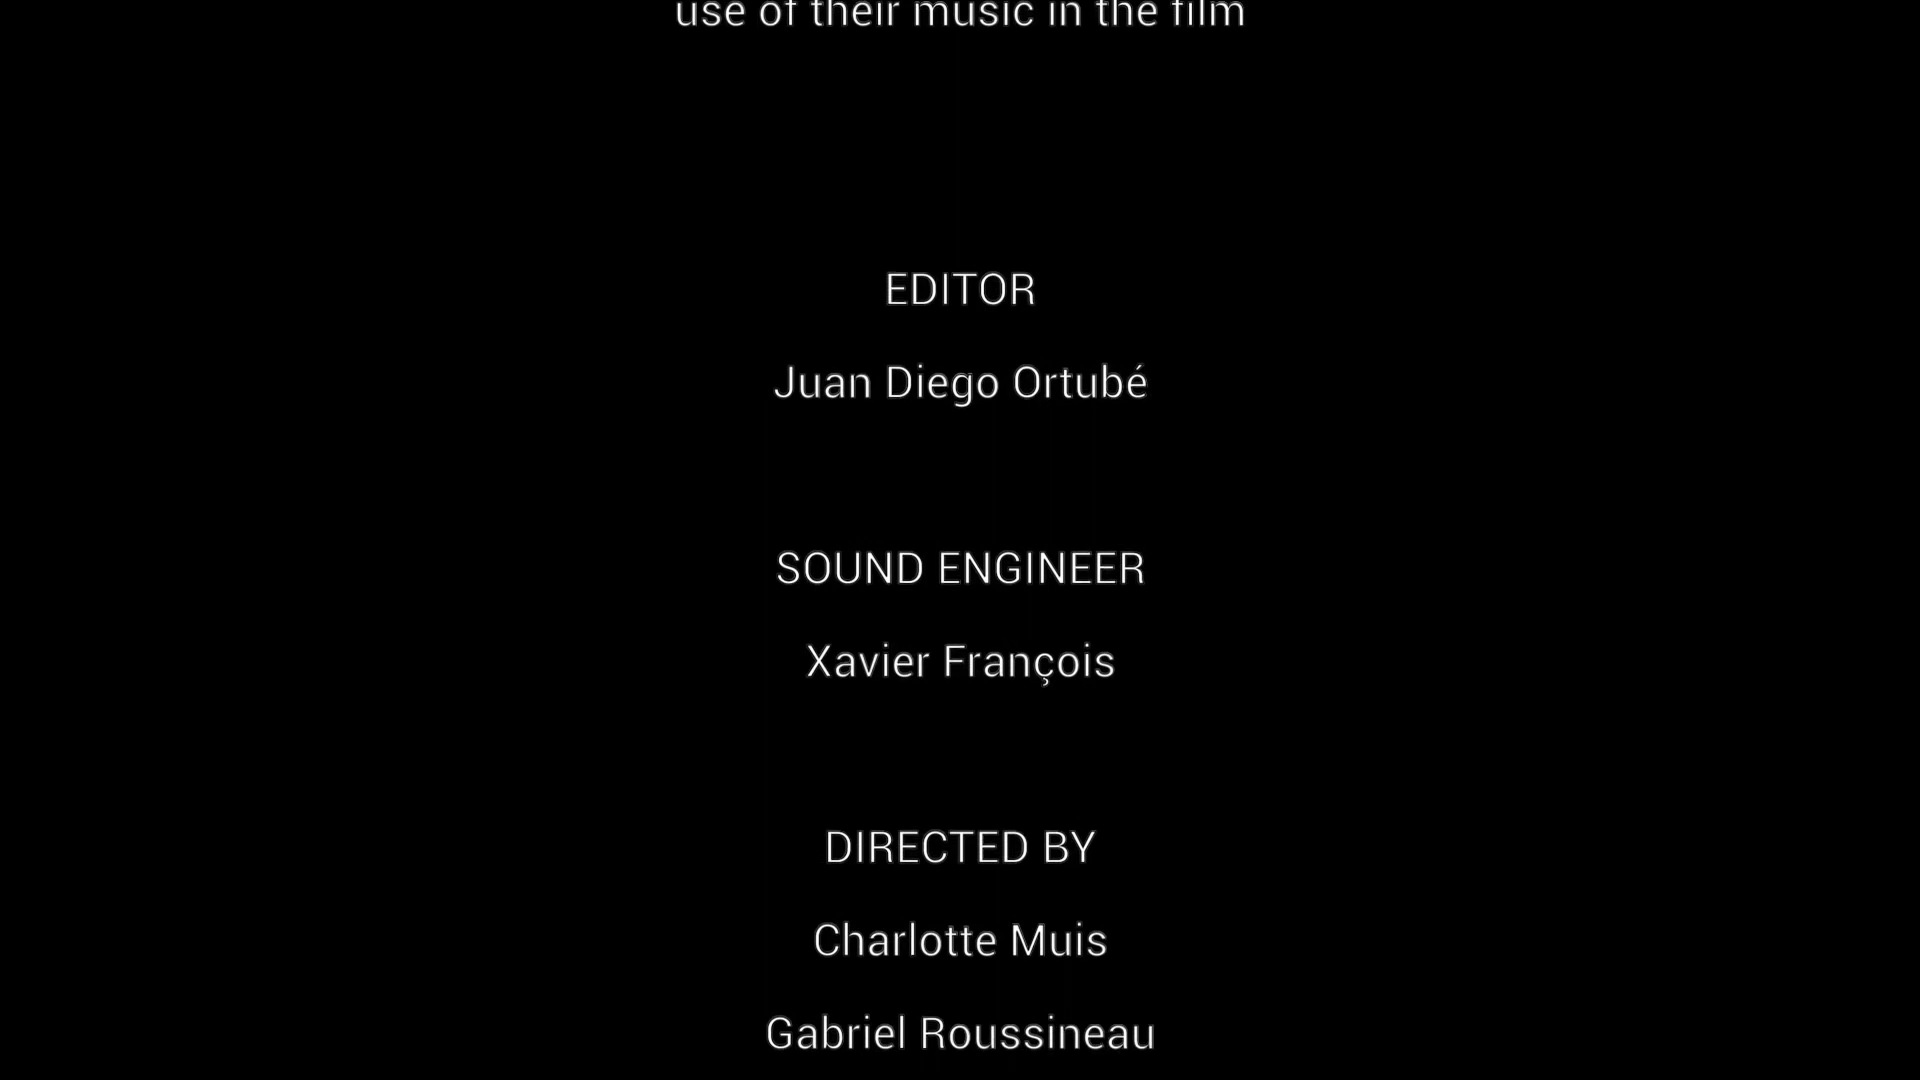 use of their music in the film
EDITOR
Juan Diego Ortubé
SOUND ENGINEER
Xavier François
DIRECTED BY
Charlotte Muis
Gabriel Roussineau